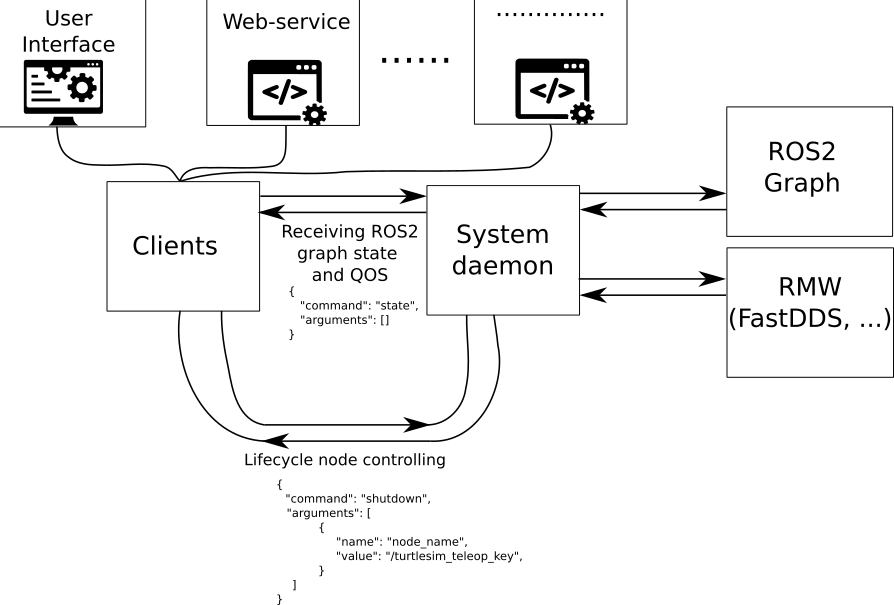 User
Interface
Web-service
......
..............
</>
</>
ROS2
Graph
Clients
System
daemon
Receiving ROS2
graph state
and QOS
{
"command": "state",
"arguments": []
}
RMW
(FastDDS, ...)
Lifecycle node controlling
{
"command": "shutdown",
"arguments": [
{
"name": "node_name",
"value": "/turtlesim_teleop_key",
}
]
}